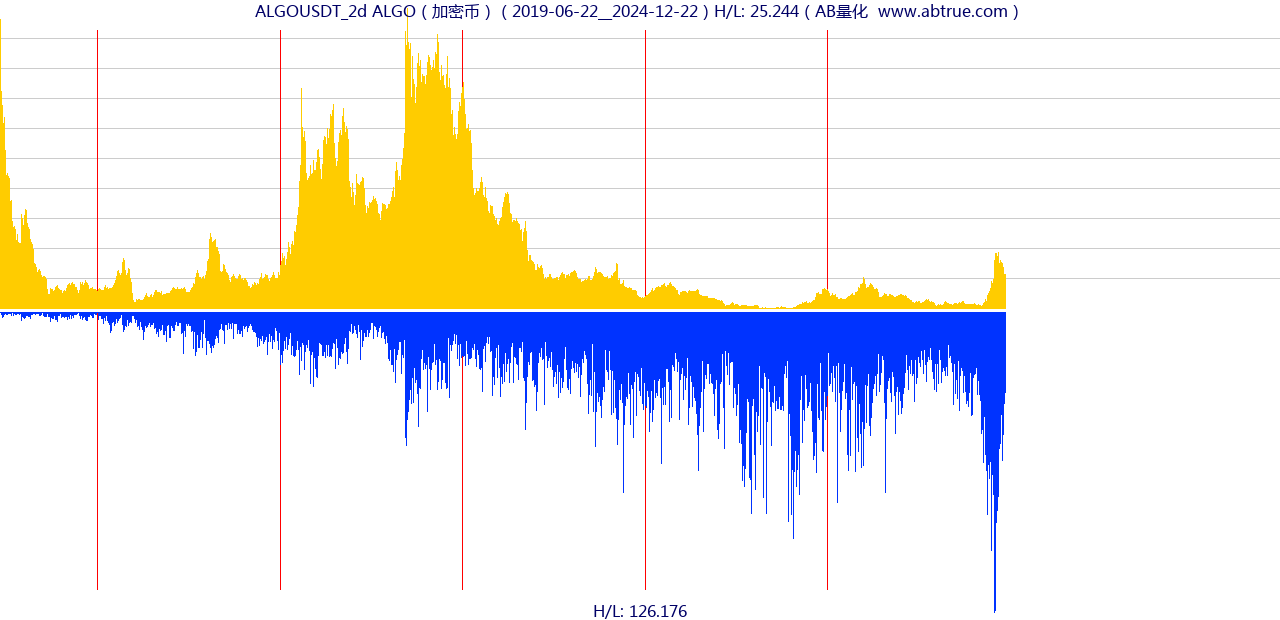 ALGOUSDT_2d ALGO（加密币）（2019-06-22__2024-12-22）H/L: 25.244（AB量化  www.abtrue.com）
H/L: 126.176